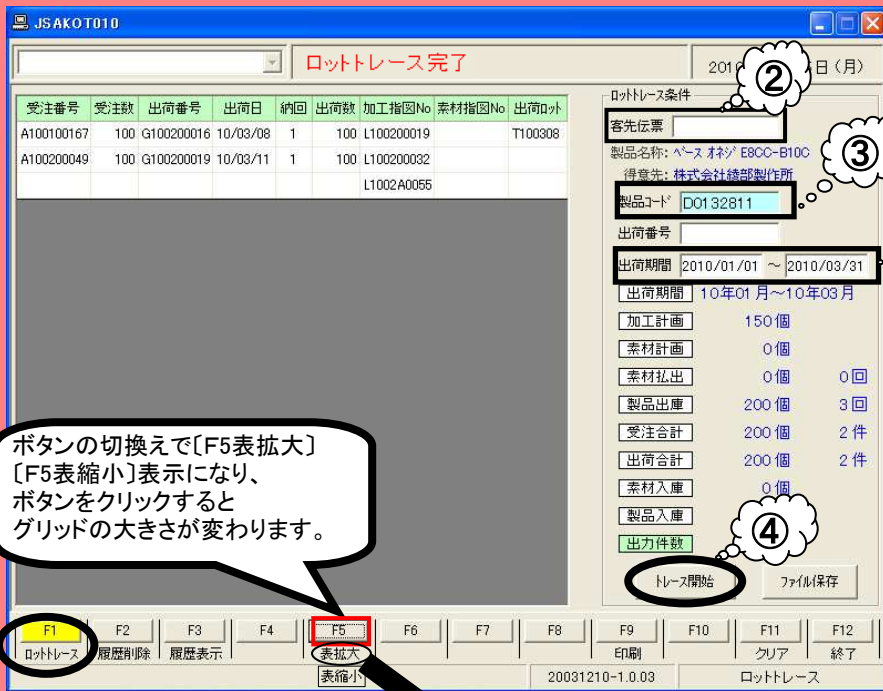 JSAKOT010
ロットトレース完了
日（月）
受注番号 受注数 出荷番号 出荷日 納回 出荷数 加工指図No 素材指図No 出荷ロット
A100100167 100 G100200016 10/03/08 1 100 L100200019 T100308
A100200049 100 G100200019 10/03/11 1 100 L100200032
L1002A0055
ロットトレース条件
②
客先伝票
製品名称: ベース オネジ E8CC-B10C
③
得意先: 株式会社綾部製作所
製品コード D0132811
出荷番号
出荷期間 2010/01/01 ～ 2010/03/31
出荷期間 10年01月～10年03月
加工計画 150個
素材計画 0個
素材払出 0個 0回
製品出庫 200個 3回
受注合計 200個 2件
出荷合計 200個 2件
素材入庫 0個
製品入庫
出力件数
④
トレース開始 ファイル保存
ボタンの切換えで〔F5表拡大〕
〔F5表縮小〕表示になり、
ボタンをクリックすると
グリッドの大きさが変わります。
F1 F2 F3 F4 F5 F6 F7 F8 F9 F10 F11 F12
ロットトレース 履歴削除 履歴表示 表拡大 印刷 クリア 終了
表縮小
20031210-1.0.03 ロットトレース